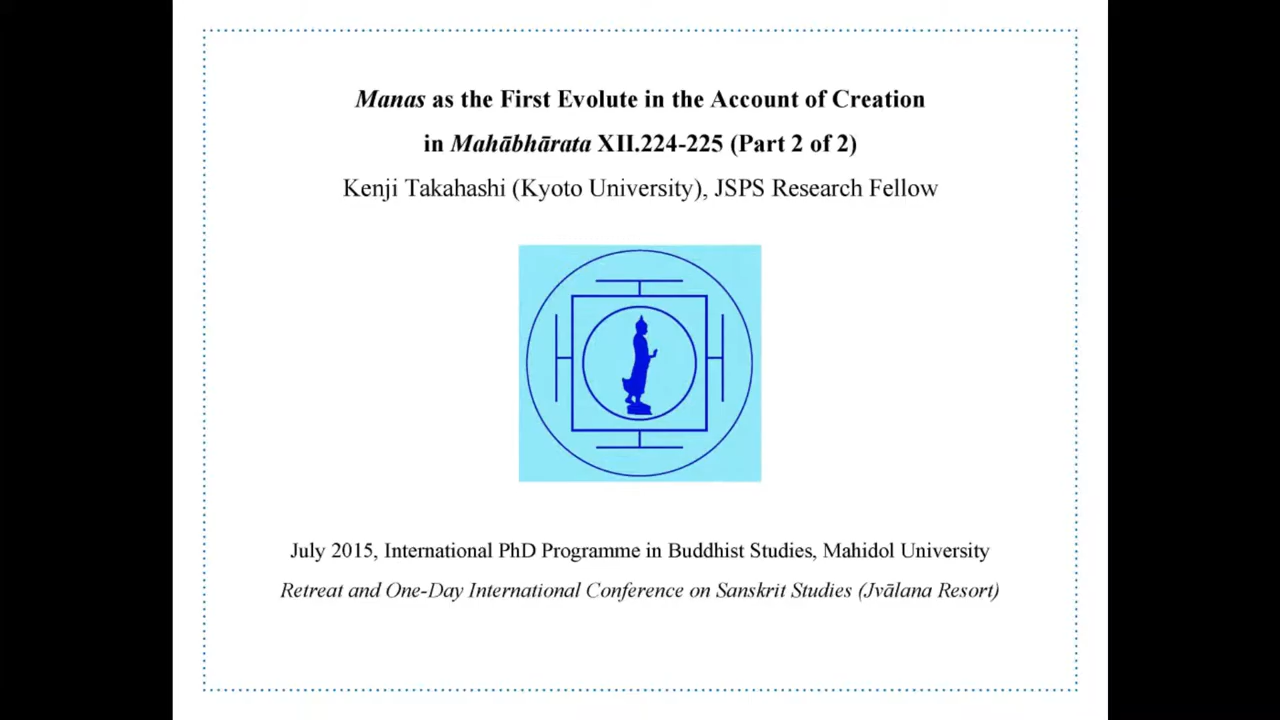 Manas as the First Evolute in the Account of Creation
in Mahābhārata XII.224-225 (Part 2 of 2)
Kenji Takahashi (Kyoto University), JSPS Research Fellow
July 2015, International PhD Programme in Buddhist Studies, Mahidol University
Retreat and One-Day International Conference on Sanskrit Studies (Jvālana Resort)